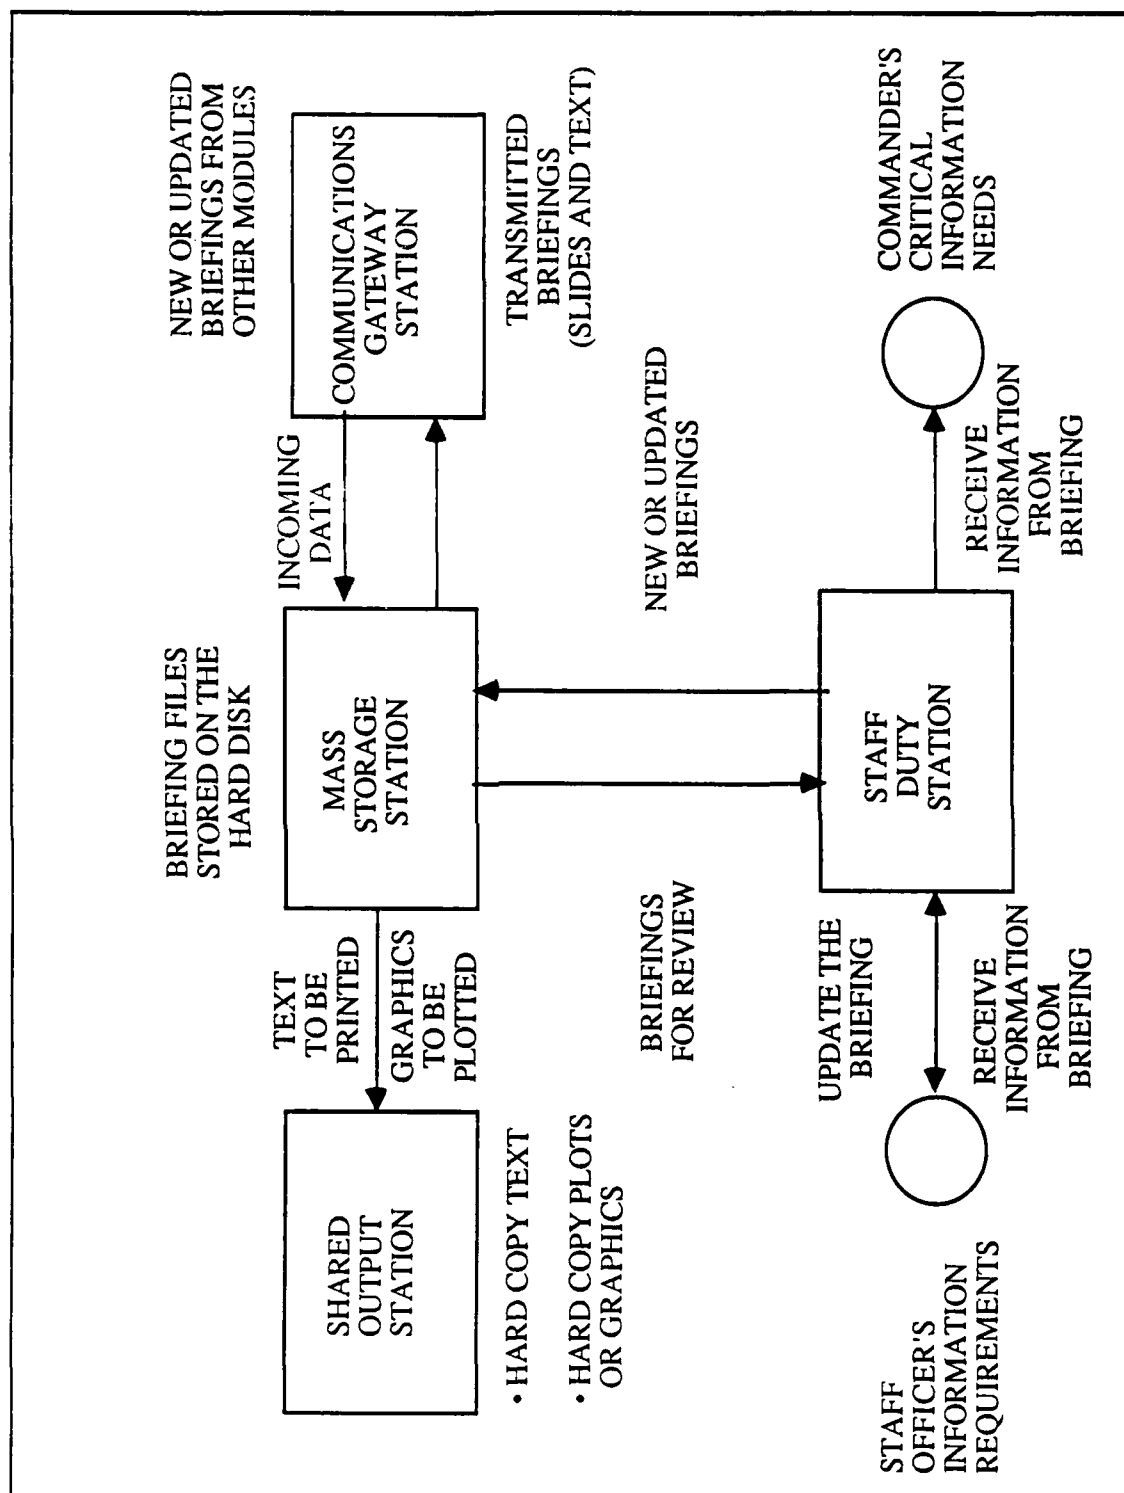 BRIEFING FILES
STORED ON THE
HARD DISK
NEW OR UPDATED
BRIEFINGS FROM
OTHER MODULES
SHARED
OUTPUT
STATION
TEXT
TO BE
PRINTED
GRAPHICS
TO BE
PLOTTED
MASS
STORAGE
STATION
INCOMING
DATA
COMMUNICATIONS
GATEWAY
STATION
• HARD COPY TEXT
• HARD COPY PLOTS
OR GRAPHICS
TRANSMITTED
BRIEFINGS
(SLIDES AND TEXT)
BRIEFINGS
FOR REVIEW
NEW OR UPDATED
BRIEFINGS
STAFF
OFFICER'S
INFORMATION
REQUIREMENTS
UPDATE THE
BRIEFING
RECEIVE
INFORMATION
FROM
BRIEFING
STAFF
DUTY
STATION
RECEIVE
INFORMATION
FROM
BRIEFING
COMMANDER'S
CRITICAL
INFORMATION
NEEDS